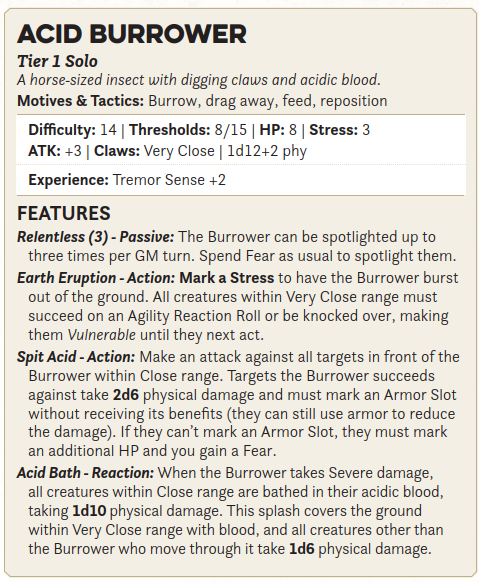 ACID BURROWER
Tier 1 Solo
A horse-sized insect with digging claws and acidic blood.
Motives & Tactics: Burrow, drag away, feed, reposition
Difficulty: 14 | Thresholds: 8/15 | HP: 8 | Stress: 3
ATK: +3 | Claws: Very Close | 1d12+2 phy
Experience: Tremor Sense +2
FEATURES
Relentless (3) - Passive: The Burrower can be spotlighted up to
three times per GM turn. Spend Fear as usual to spotlight them.
Earth Eruption - Action: Mark a Stress to have the Burrower burst
out of the ground. All creatures within Very Close range must
succeed on an Agility Reaction Roll or be knocked over, making
them Vulnerable until they next act.
Spit Acid - Action: Make an attack against all targets in front of the
Burrower within Close range. Targets the Burrower succeeds
against take 2d6 physical damage and must mark an Armor Slot
without receiving its benefits (they can still use armor to reduce
the damage). If they can't mark an Armor Slot, they must mark
an additional HP and you gain a Fear.
Acid Bath - Reaction: When the Burrower takes Severe damage,
all creatures within Close range are bathed in their acidic blood,
taking 1d10 physical damage. This splash covers the ground
within Very Close range with blood, and all creatures other than
the Burrower who move through it take 1d6 physical damage.